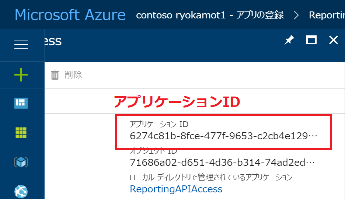 Microsoft Azure contoso ryokamot1 - アプリの登録 > Reporting
ess
削除
アプリケーションID
アプリケーション ID
6274c81b-8fce-477f-9653-c2cb4e129…
オブジェクト ID
71686a02-d651-4d36-b314-74ad2ed…
ローカル ディレクトリで管理されているアプリケーション
ReportingAPIAccess